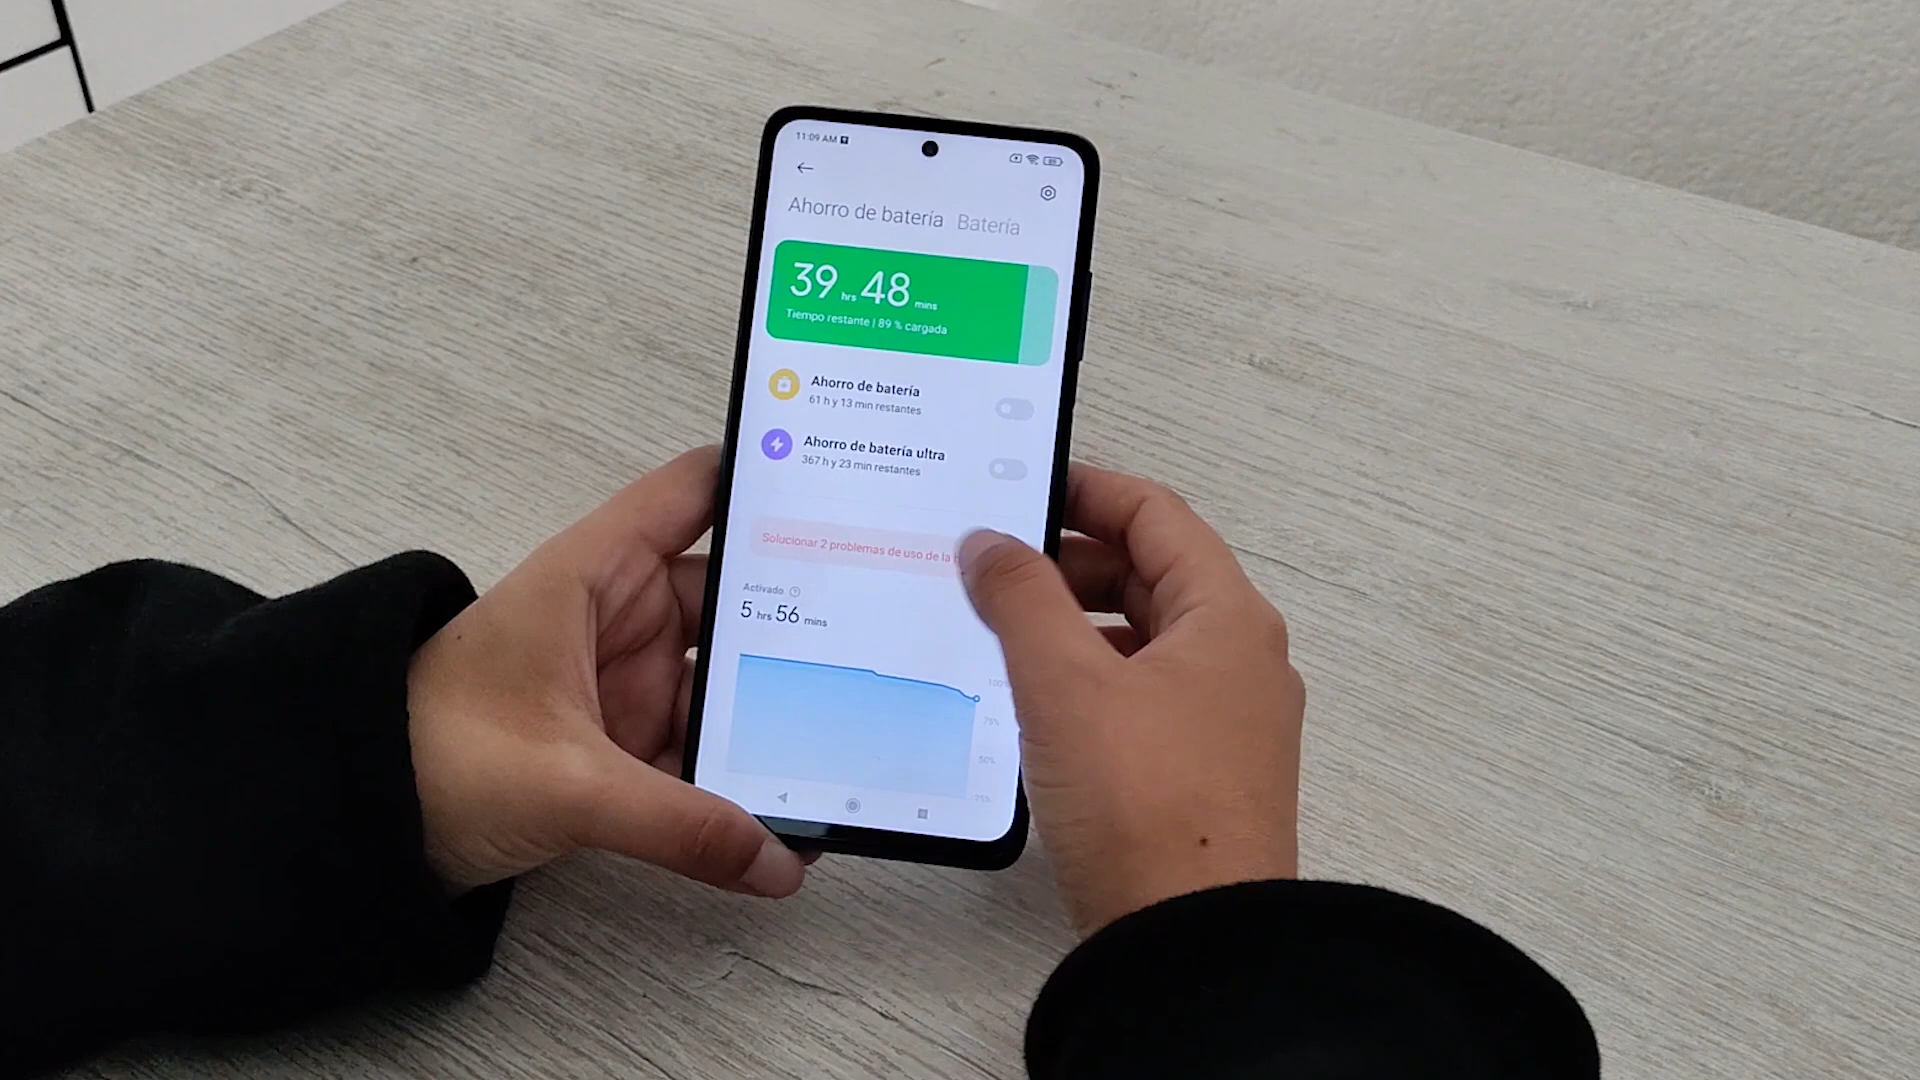 11:09 AM
Ahorro de batería Batería
39 hrs 48 mins
Tiempo restante | 89 % cargada
Ahorro de batería
61 h y 13 min restantes
Ahorro de batería ultra
367 h y 23 min restantes
Solucionar 2 problemas de uso de la
Activado
5 hrs 56 mins
100%
75%
50%
25%